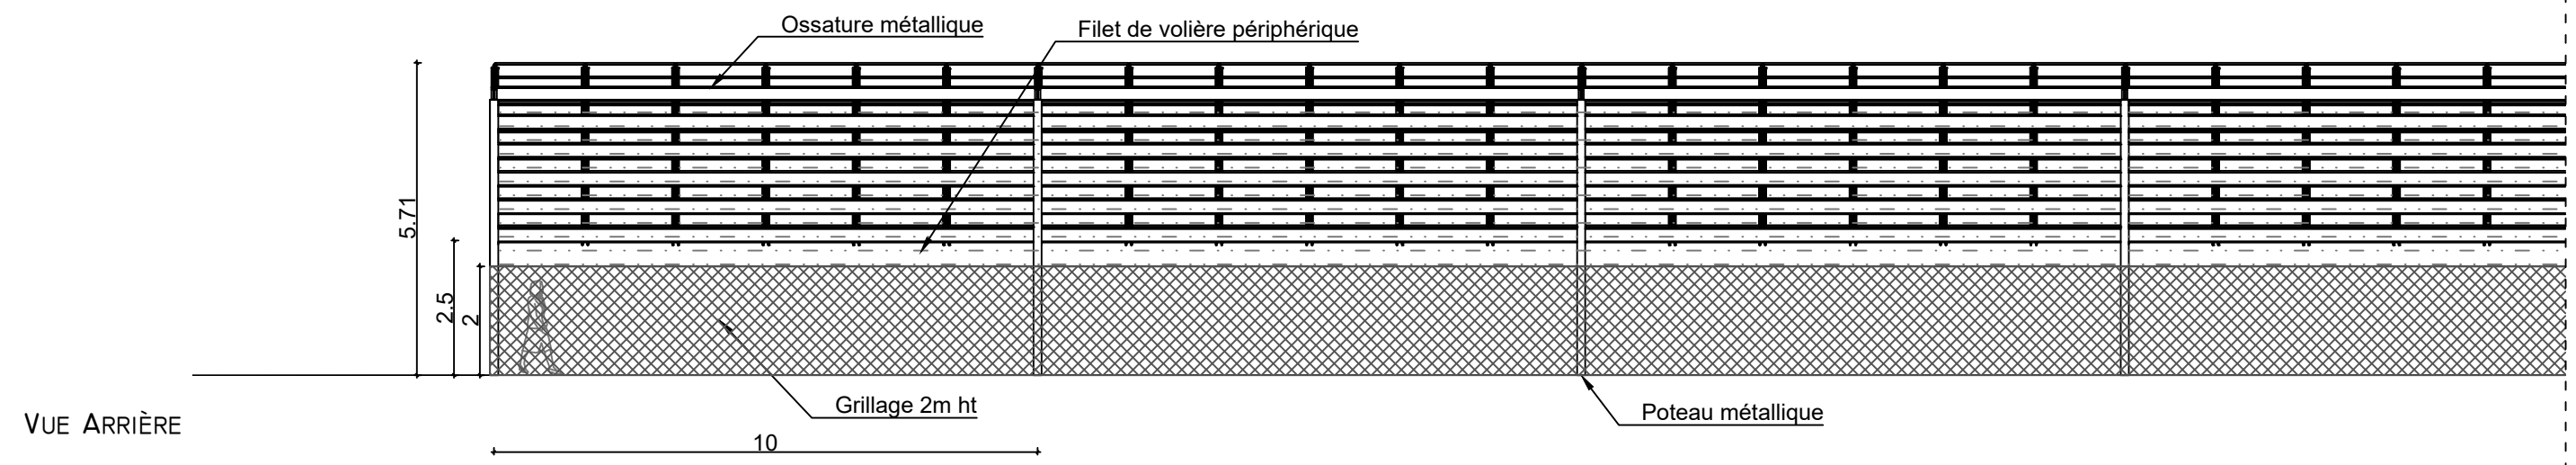 Ossature métallique
Filet de volière périphérique
5.71
2.5
2
Grillage 2m ht
Poteau métallique
VUE ARRIÈRE
10